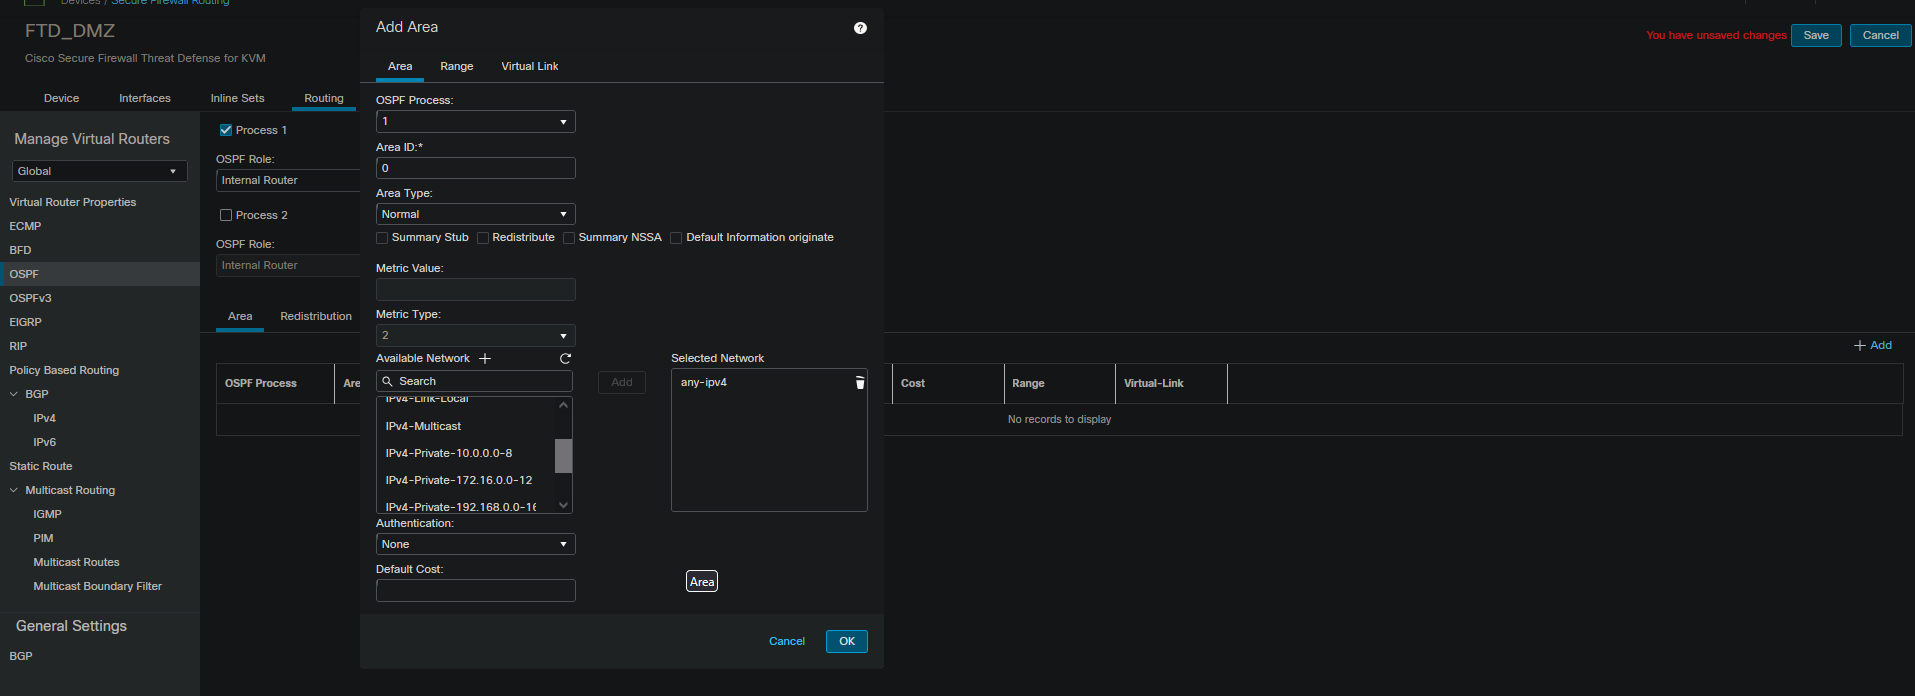 Devices / Secure Firewall Routing
FTD_DMZ
Cisco Secure Firewall Threat Defense for KVM
You have unsaved changes
Save
Cancel
Device
Interfaces
Inline Sets
Routing
Manage Virtual Routers
Global
Virtual Router Properties
ECMP
BFD
OSPF
OSPFv3
EIGRP
RIP
Policy Based Routing
BGP
IPv4
IPv6
Static Route
Multicast Routing
IGMP
PIM
Multicast Routes
Multicast Boundary Filter
General Settings
BGP
Process 1
OSPF Role:
Internal Router
Process 2
OSPF Role:
Internal Router
Area
Redistribution
Add
OSPF Process
Are
Cost
Range
Virtual-Link
No records to display
Add Area
?
Area
Range
Virtual Link
OSPF Process:
1
Area ID:*
0
Area Type:
Normal
Summary Stub
Redistribute
Summary NSSA
Default Information originate
Metric Value:
Metric Type:
2
Available Network
Search
IPv4-Link-Local
IPv4-Multicast
IPv4-Private-10.0.0.0-8
IPv4-Private-172.16.0.0-12
IPv4-Private-192.168.0.0-16
Add
Selected Network
any-ipv4
Authentication:
None
Default Cost:
Area
Cancel
OK